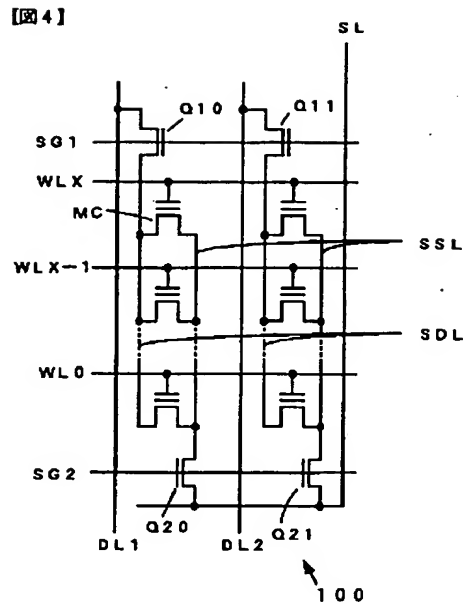 【図4】
SL
Q10
Q11
SG1
WLX
MC
SSL
WLX-1
SDL
WL0
SG2
Q20
Q21
DL1
DL2
100